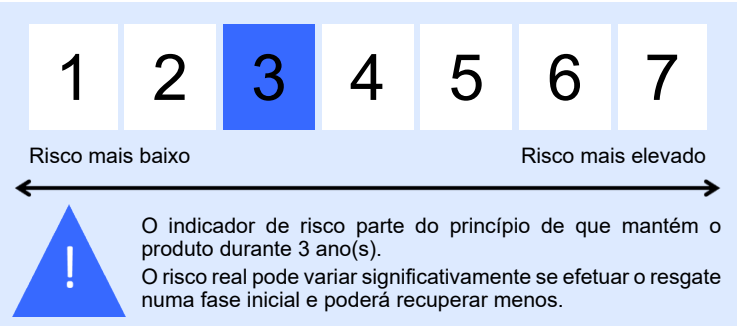 1 2 3 4 5 6 7
Risco mais baixo Risco mais elevado
! O indicador de risco parte do princípio de que mantém o
produto durante 3 ano(s).
O risco real pode variar significativamente se efetuar o resgate
numa fase inicial e poderá recuperar menos.